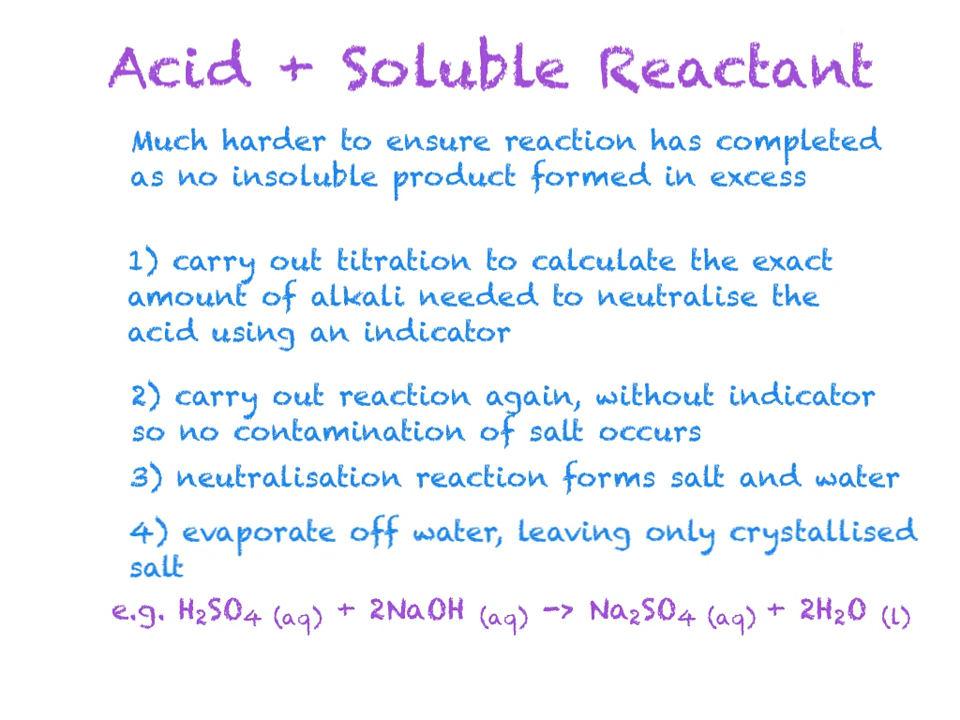 Acid + Soluble Reactant
Much harder to ensure reaction has completed
as no insoluble product formed in excess
1) carry out titration to calculate the exact
amount of alkali needed to neutralise the
acid using an indicator
2) carry out reaction again, without indicator
so no contamination of salt occurs
3) neutralisation reaction forms salt and water
4) evaporate off water, leaving only crystallised
salt
e.g. H₂SO₄ (aq) + 2NaOH (aq) -> Na₂SO₄ (aq) + 2H₂O (l)